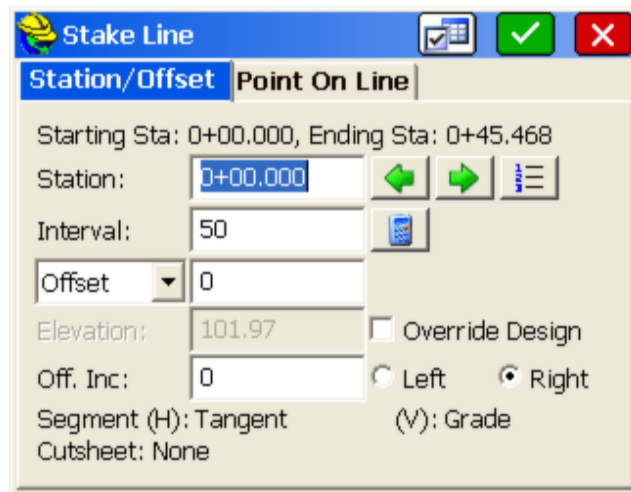 Stake Line
Station/Offset Point On Line
Starting Sta: 0+00.000, Ending Sta: 0+45.468
Station: 0+00.000
Interval: 50
Offset 0
Elevation: 101.97 Override Design
Off. Inc: 0 Left Right
Segment (H): Tangent (V): Grade
Cutsheet: None